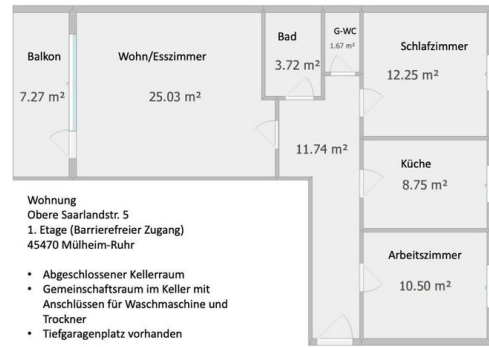 Balkon
7.27 m²
Wohn/Esszimmer
25.03 m²
Bad
3.72 m²
G-WC
1.67 m²
Schlafzimmer
12.25 m²
11.74 m²
Küche
8.75 m²
Arbeitszimmer
10.50 m²
Wohnung
Obere Saarlandstr. 5
1. Etage (Barrierefreier Zugang)
45470 Mülheim-Ruhr
• Abgeschlossener Kellerraum
• Gemeinschaftsraum im Keller mit
Anschlüssen für Waschmaschine und
Trockner
• Tiefgaragenplatz vorhanden